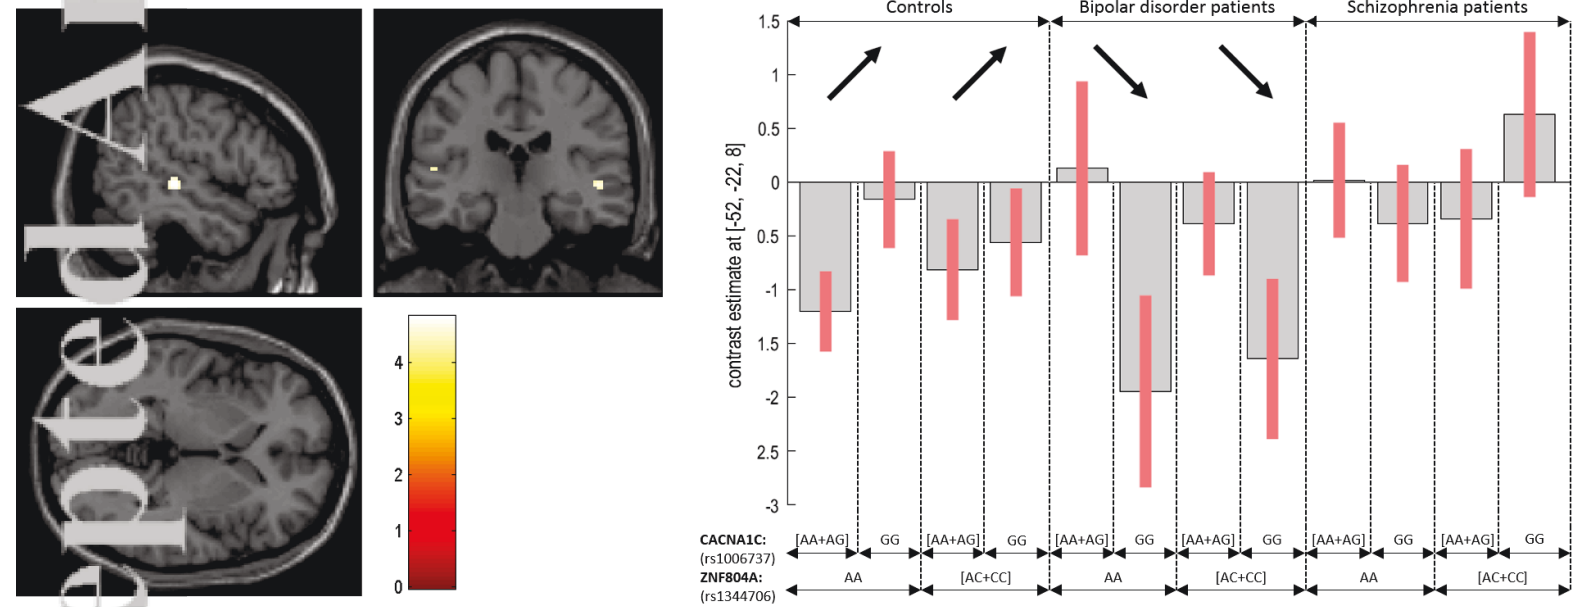 Controls
Bipolar disorder patients
Schizophrenia patients
1.5
1
0.5
0
0.5
-1
1.5
-2
2.5
-3
contrast estimate at [-52, -22, 8]
4
3
2
1
0
CACNA1C: [AA+AG] GG [AA+AG] GG [AA+AG] GG [AA+AG] GG [AA+AG] GG [AA+AG] GG
(rs1006737)
ZNF804A: AA [AC+CC] AA [AC+CC] AA [AC+CC]
(rs1344706)